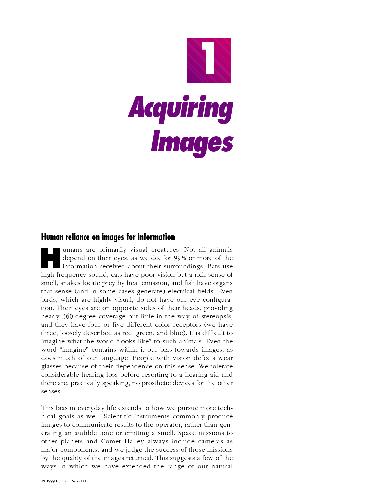 1
Acquiring
Images
Human reliance on images for information
Humans are primarily visual creatures. Not all animals
depend on their eyes, as we do, for 99% or more of the
information received about their surroundings. Bats use
high-frequency sound, cats have poor vision but a rich sense of
smell, snakes locate prey by heat emission, and fish have organs
that sense (and in some cases generate) electrical fields. Even
birds, which are highly visual, do not have our eye configura-
tion. Their eyes are on opposite sides of their heads, providing
nearly 360 degree coverage but little in the way of stereopsis,
and they have four or five different color receptors (we have
three, loosely described as red, green, and blue). It is difficult to
imagine what the world "looks like" to such animals. Even the
word "imagine" contains within it our bias towards images, as
does much of our language. People with vision defects wear
glasses because of their dependence on this sense. We tolerate
considerable hearing loss before resorting to a hearing aid, and
there are practically speaking, no prosthetic devices for the other
senses.
This bias in everyday life extends to how we pursue more tech-
nical goals as well. Scientific instruments commonly produce
images to communicate results to the operator, rather than gen-
erating an audible tone or emitting a smell. Space missions to
other planets and Comet Halley always include cameras as
major components, and we judge the success of those missions
by the quality of the images returned. This suggests a few of the
ways in which we have extended the range of our natural